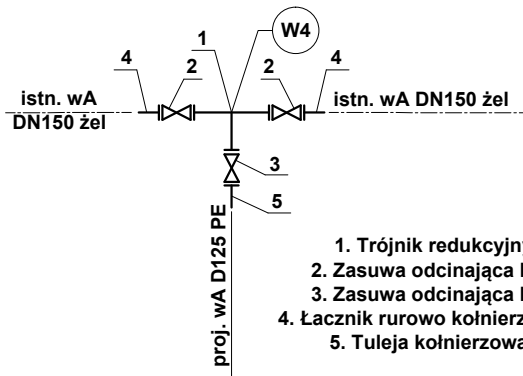 W4
4
2
1
2
4
istn. wA
DN150 żel
istn. wA DN150 żel
3
5
proj. wA D125 PE
1. Trójnik redukcyjny
2. Zasuwa odcinająca
3. Zasuwa odcinająca
4. Łacznik rurowo kołnierz
5. Tuleja kołnierzowa